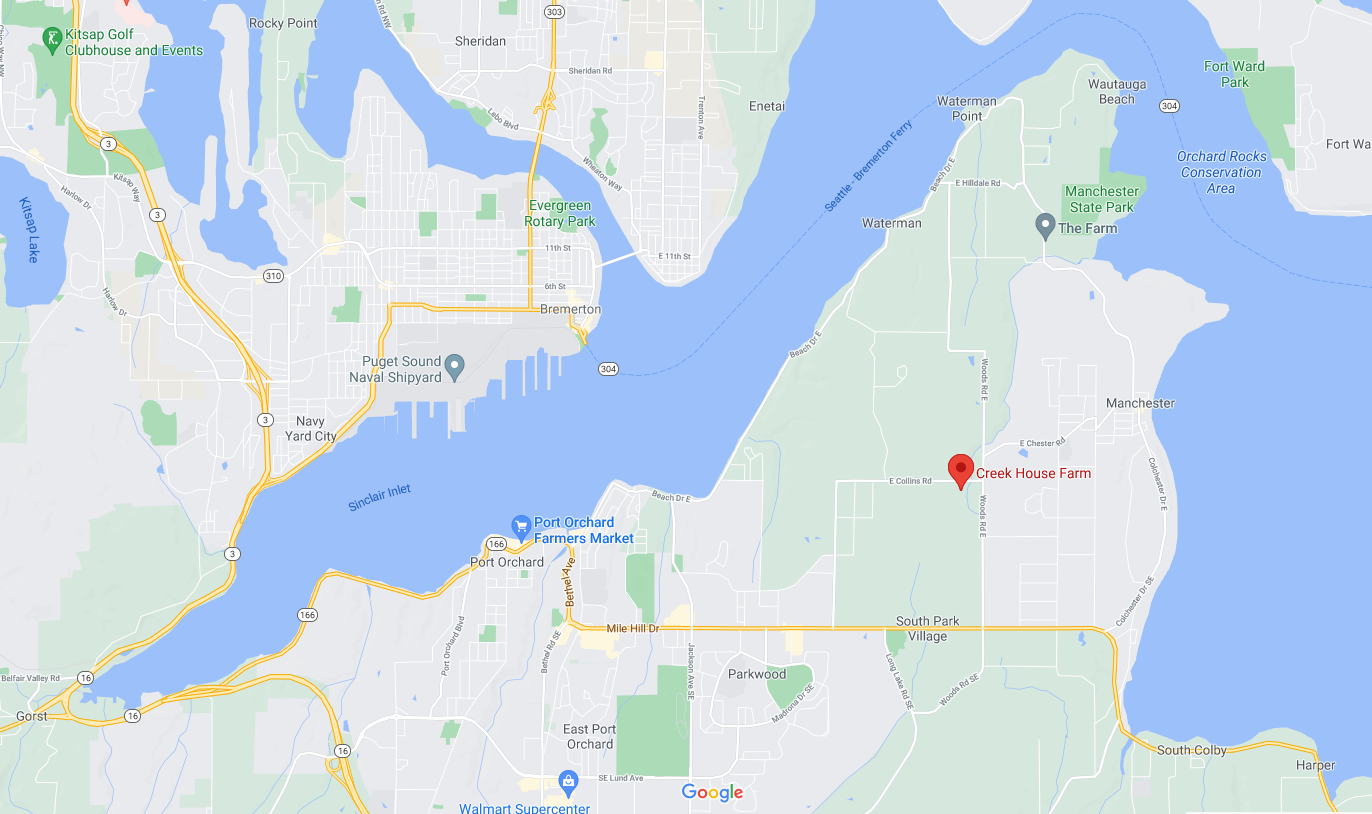 303
Rocky Point
Kitsap Golf
Clubhouse and Events
Sheridan
Sheridan Rd
Fort Ward
Park
Wautauga
Beach
Waterman
Point
Enetai
Trenton Ave
304
Lebo Blvd
3
Fort Wa
Seattle - Bremerton Ferry
Orchard Rocks
Conservation
Area
Wheaton Way
Beach Dr E
E Hilldale Rd
Kitsap Way
Harlow Dr
Manchester
State Park
Evergreen
Rotary Park
3
Kitsap Lake
Waterman
The Farm
11th St
E 11th St
310
6th St
Harlow Dr
Bremerton
Beach Dr E
Puget Sound
Naval Shipyard
304
Woods Rd E
Manchester
3
Navy
Yard City
E Chester Rd
Creek House Farm
E Collins Rd
Colchester Dr E
Sinclair Inlet
Beach Dr E
Woods Rd E
Port Orchard
Farmers Market
166
3
Port Orchard
Bethel Ave
Colchester Dr SE
166
South Park
Village
Mile Hill Dr
Port Orchard Blvd
Bethel Rd SE
Jackson Ave SE
Parkwood
Long Lake Rd SE
Woods Rd SE
Madrona Dr SE
16
Belfair Valley Rd
Gorst
16
16
East Port
Orchard
South Colby
Harper
SE Lund Ave
Google
Walmart Supercenter